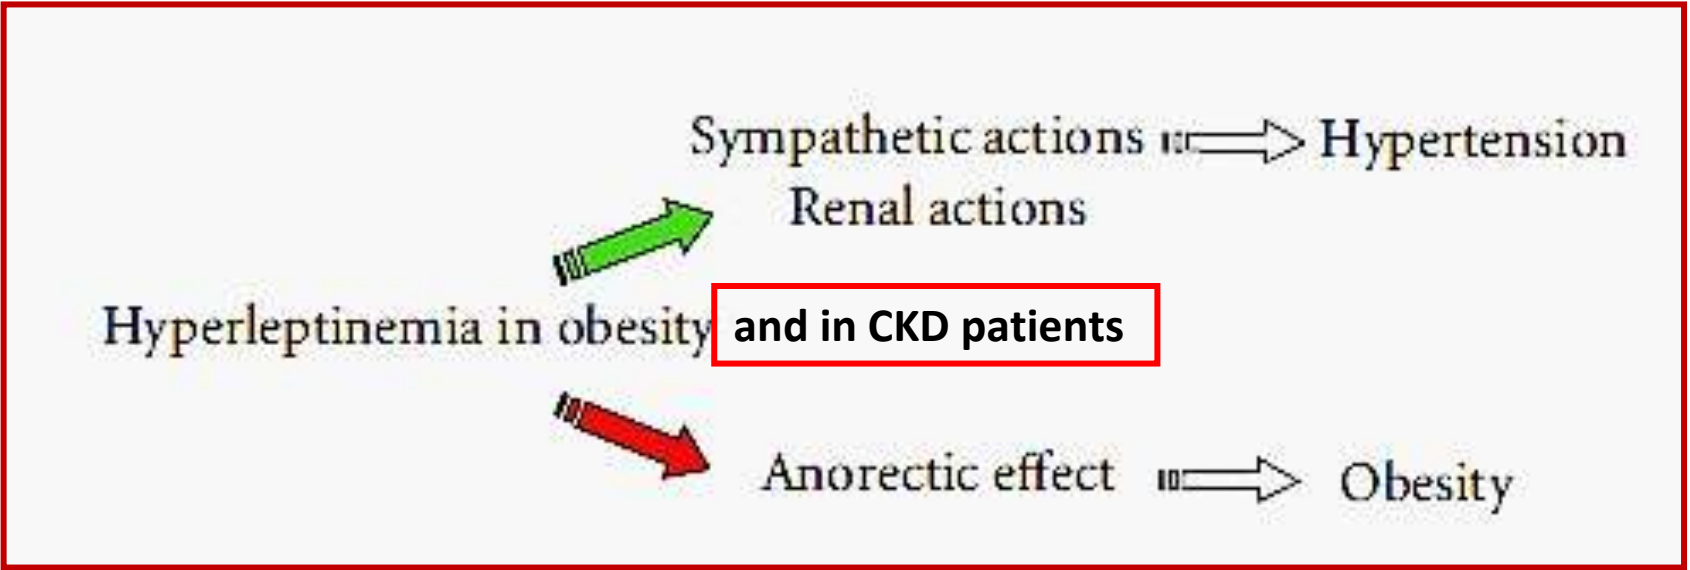 Sympathetic actions Hypertension
Renal actions
Hyperleptinemia in obesity and in CKD patients
Anorectic effect Obesity